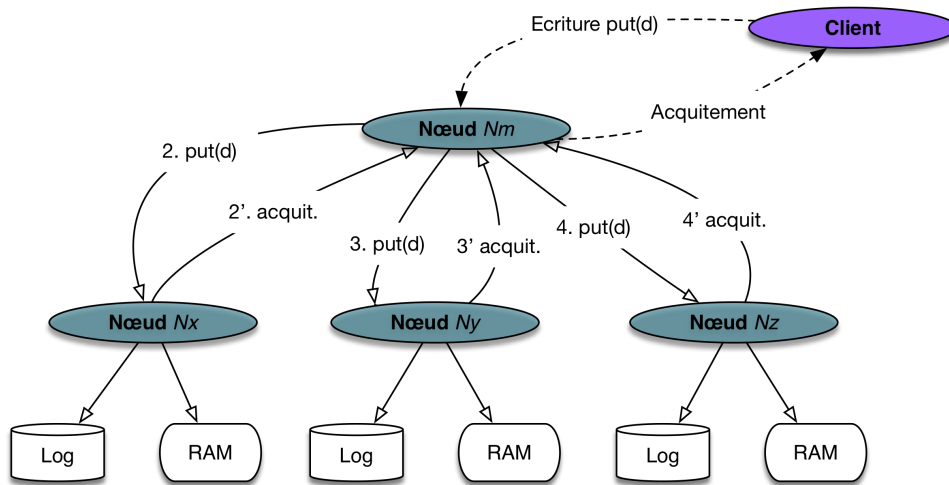 Ecriture put(d)
Client
Acquitement
Nœud Nm
2. put(d)
2'. acquit.
3. put(d)
3' acquit.
4. put(d)
4' acquit.
Nœud Nx
Nœud Ny
Nœud Nz
Log
RAM
Log
RAM
Log
RAM